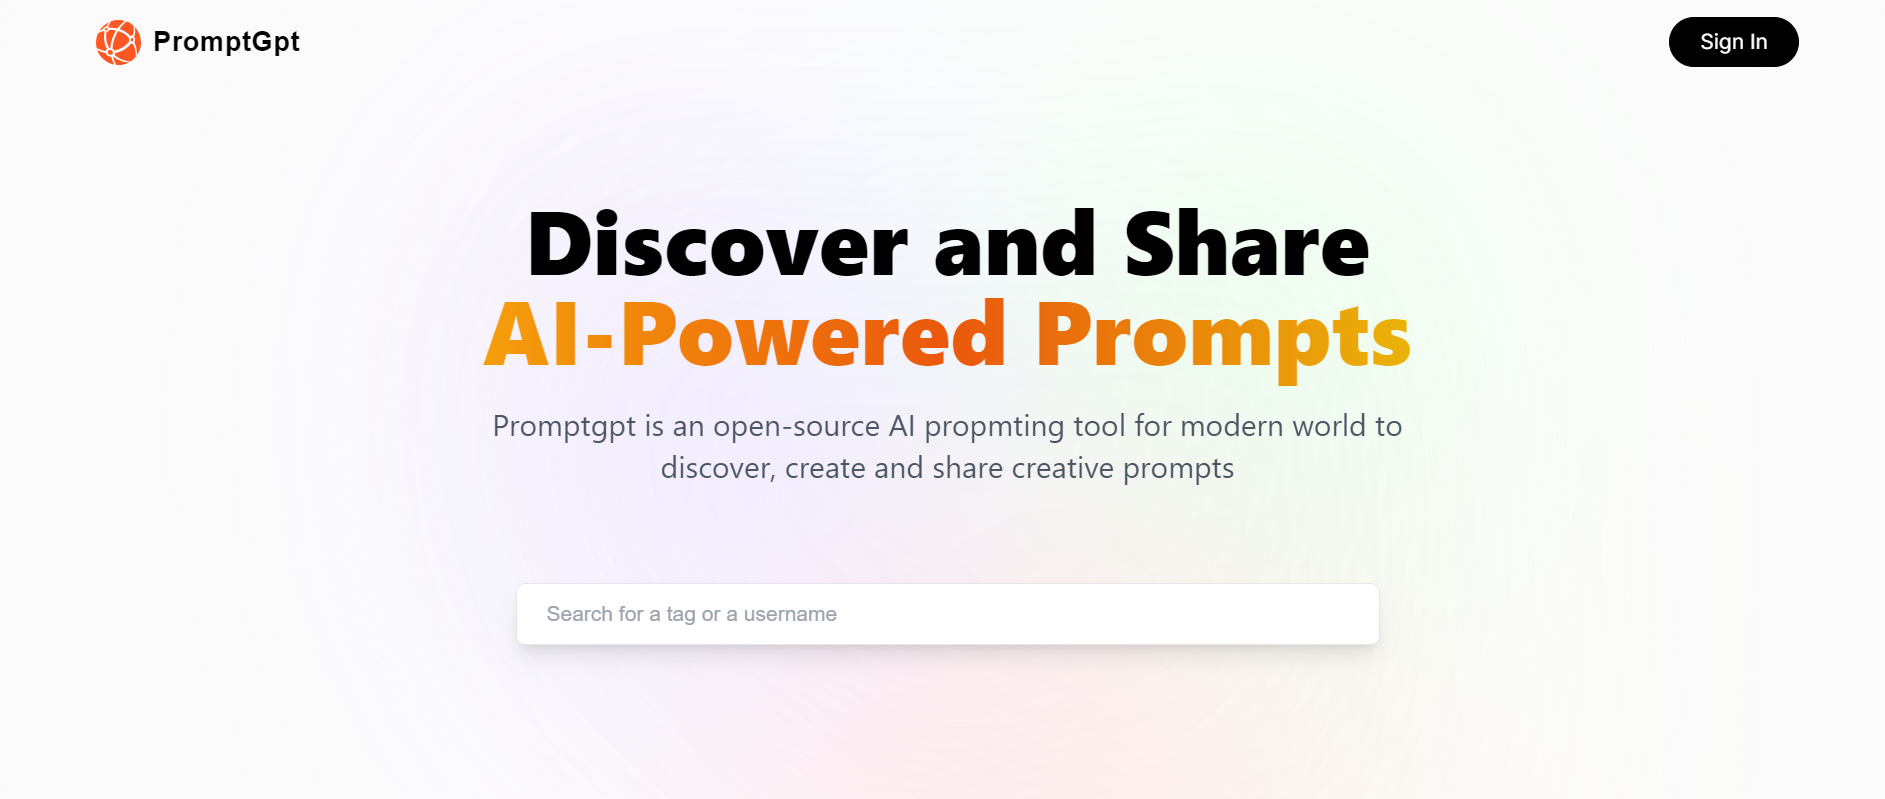 PromptGpt
Sign In
Discover and Share
AI-Powered Prompts
Promptgpt is an open-source AI propmting tool for modern world to
discover, create and share creative prompts
Search for a tag or a username